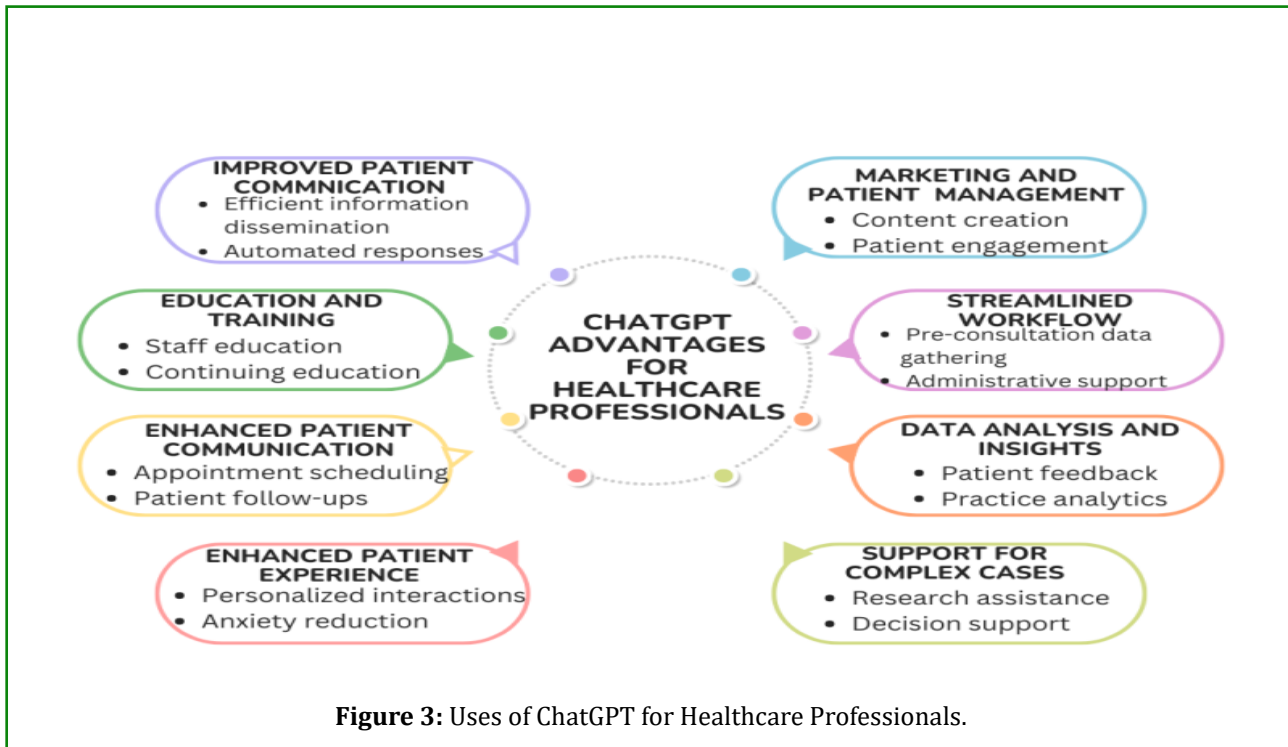 IMPROVED PATIENT
COMMNICATION
• Efficient information
dissemination
• Automated responses
EDUCATION AND
TRAINING
• Staff education
• Continuing education
ENHANCED PATIENT
COMMUNICATION
• Appointment scheduling
• Patient follow-ups
ENHANCED PATIENT
EXPERIENCE
• Personalized interactions
• Anxiety reduction
CHATGPT
ADVANTAGES
FOR
HEALTHCARE
PROFESSIONALS
MARKETING AND
PATIENT MANAGEMENT
• Content creation
• Patient engagement
STREAMLINED
WORKFLOW
• Pre-consultation data
gathering
• Administrative support
DATA ANALYSIS AND
INSIGHTS
• Patient feedback
• Practice analytics
SUPPORT FOR
COMPLEX CASES
• Research assistance
• Decision support
Figure 3: Uses of ChatGPT for Healthcare Professionals.